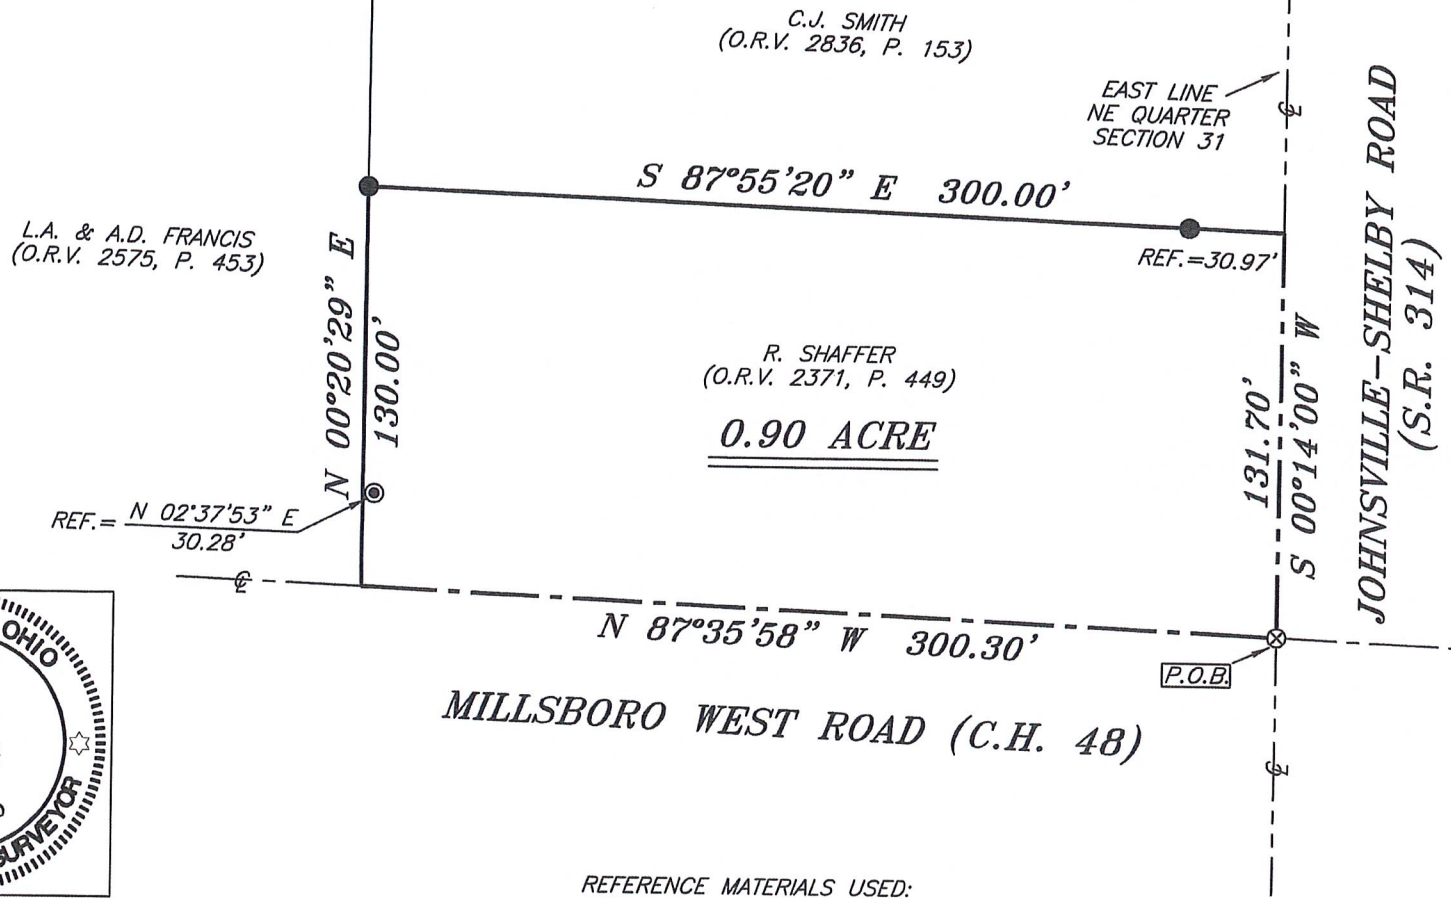 C.J. SMITH
(O.R.V. 2836, P. 153)
EAST LINE
NE QUARTER
SECTION 31
JOHNSVILLE-SHELBY ROAD
(S.R. 314)
S 87°55'20" E 300.00'
L.A. & A.D. FRANCIS
(O.R.V. 2575, P. 453)
REF.=30.97'
N 00°20'29" E
130.00'
R. SHAFFER
(O.R.V. 2371, P. 449)
0.90 ACRE
131.70'
S 00°14'00" W
REF.= N 02°37'53" E
30.28'
N 87°35'58" W 300.30'
P.O.B.
MILLSBORO WEST ROAD (C.H. 48)
OHIO
SURVEYOR
REFERENCE MATERIALS USED: